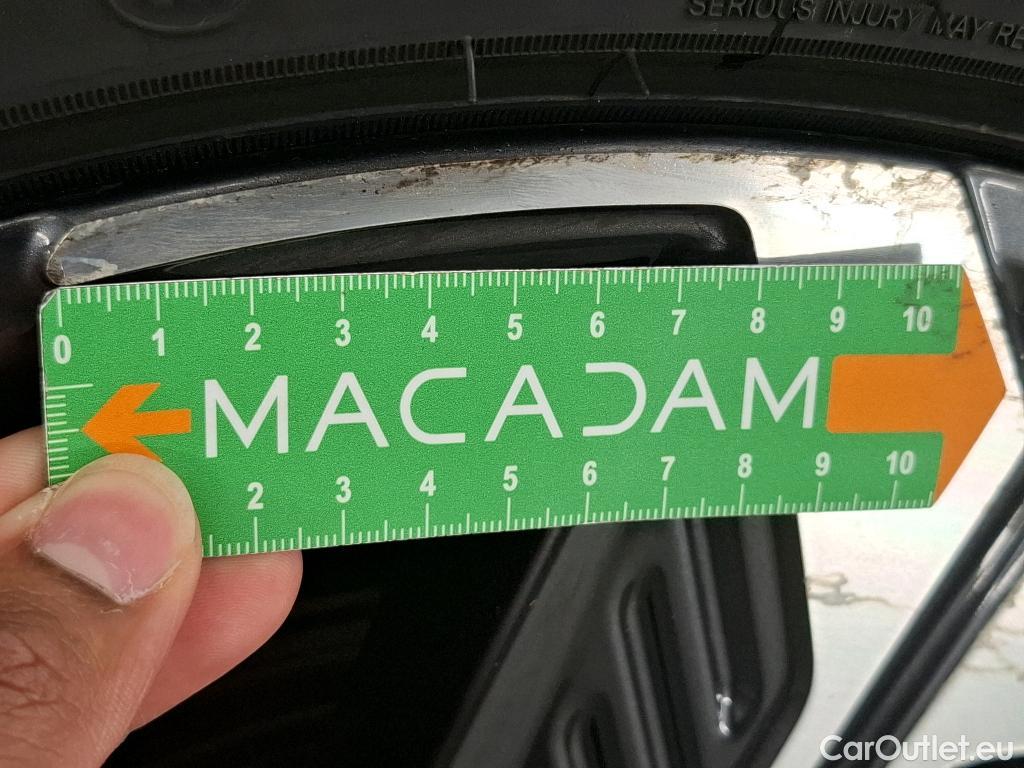 SERIOUS INJURY MAY RE
0 1 2 3 4 5 6 7 8 9 10
MACADAM
2 3 4 5 6 7 8 9 10
CarOutlet.eu